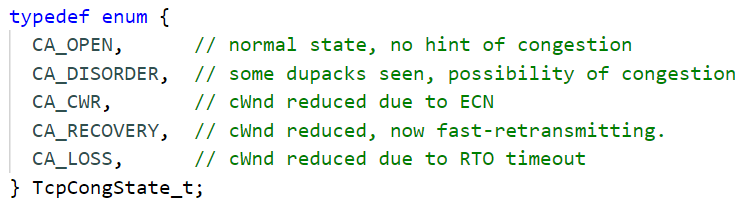 typedef enum {
  CA_OPEN,      // normal state, no hint of congestion
  CA_DISORDER,  // some dupacks seen, possibility of congestion
  CA_CWR,       // cWnd reduced due to ECN
  CA_RECOVERY,  // cWnd reduced, now fast-retransmitting.
  CA_LOSS,      // cWnd reduced due to RTO timeout
} TcpCongState_t;